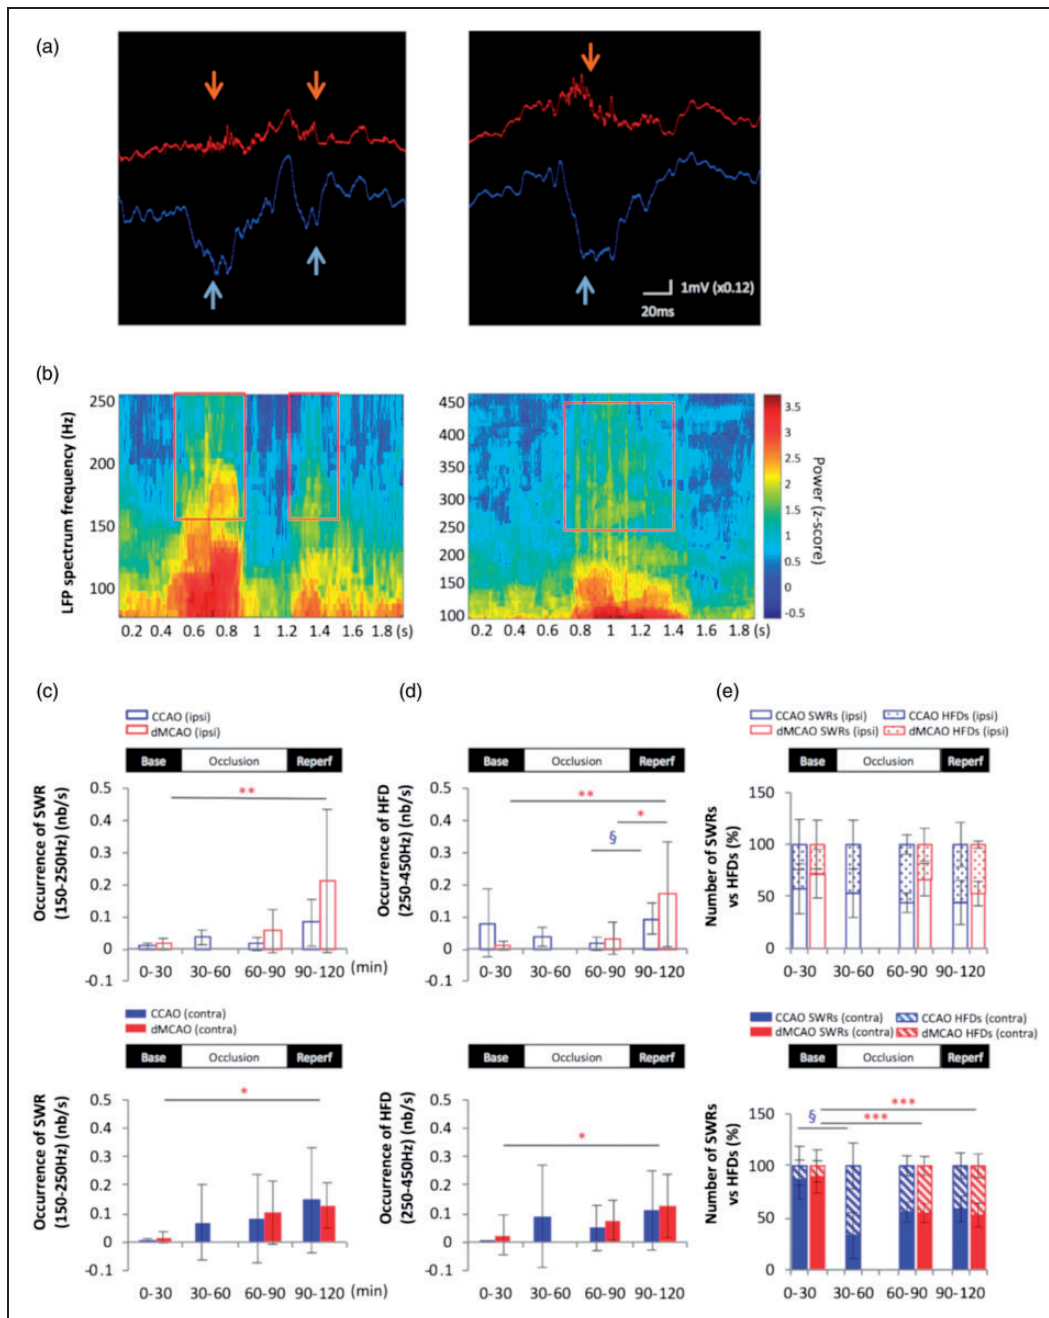 (a)
1mV (x0.12)
20ms
(b)
LFP spectrum frequency (Hz)
250
200
150
100
0.2 0.4 0.6 0.8 1 1.2 1.4 1.6 1.8 (s)
450
400
350
300
250
200
150
100
0.2 0.4 0.6 0.8 1 1.2 1.4 1.6 1.8 (s)
3.5
3
2.5
2
1.5
1
0.5
0
-0.5
Power (z-score)
(c)
CCAO (ipsi)
dMCAO (ipsi)
Base Occlusion Reperf
Occurrence of SWR
(150-250Hz) (nb/s)
0.5
0.4
0.3
0.2
0.1
0
-0.1
**
0-30 30-60 60-90 90-120 (min)
CCAO (contra)
dMCAO (contra)
Base Occlusion Reperf
Occurrence of SWR
(150-250Hz) (nb/s)
0.5
0.4
0.3
0.2
0.1
0
-0.1
*
0-30 30-60 60-90 90-120 (min)
(d)
Base Occlusion Reperf
Occurrence of HFD
(250-450Hz) (nb/s)
0.5
0.4
0.3
0.2
0.1
0
-0.1
**
*
§
0-30 30-60 60-90 90-120
Base Occlusion Reperf
Occurrence of HFD
(250-450Hz) (nb/s)
0.5
0.4
0.3
0.2
0.1
0
-0.1
*
0-30 30-60 60-90 90-120
(e)
CCAO SWRs (ipsi) CCAO HFDs (ipsi)
dMCAO SWRs (ipsi) dMCAO HFDs (ipsi)
Base Occlusion Reperf
Number of SWRs
vs HFDs (%)
150
100
50
0
0-30 30-60 60-90 90-120
CCAO SWRs (contra) CCAO HFDs (contra)
dMCAO SWRs (contra) dMCAO HFDs (contra)
Base Occlusion Reperf
Number of SWRs
vs HFDs (%)
150
100
50
0
§
***
***
0-30 30-60 60-90 90-120